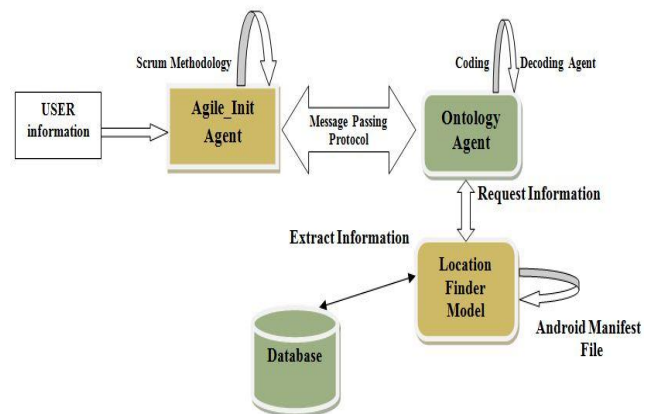 Scrum Methodology
Coding Decoding Agent
USER
information
Agile_Init
Agent
Message Passing
Protocol
Ontology
Agent
Request Information
Extract Information
Location
Finder
Model
Android Manifest
File
Database